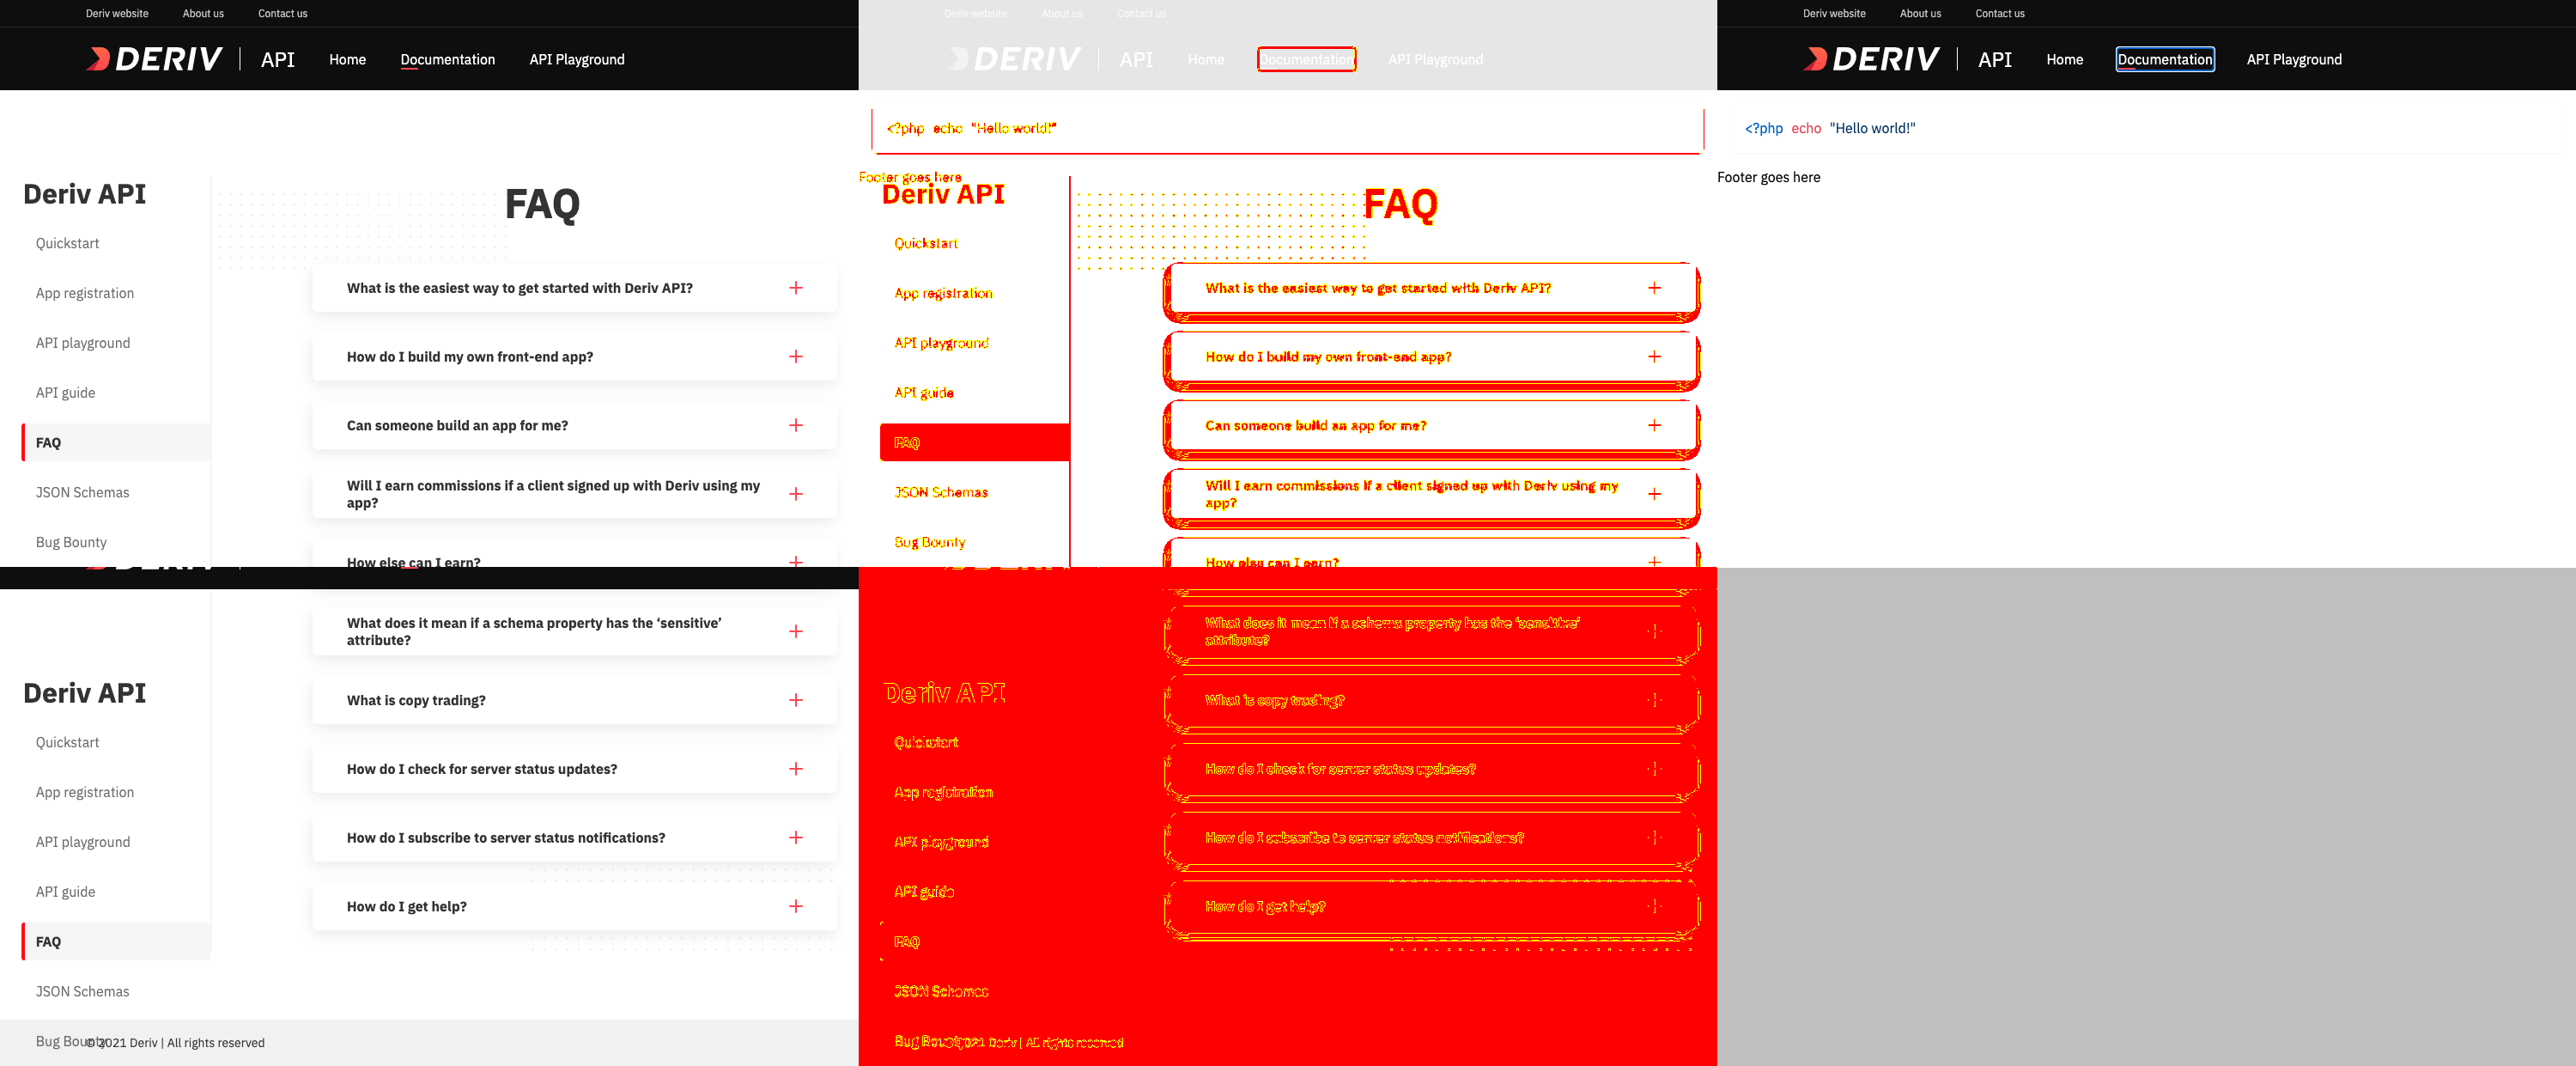 Deriv website About us Contact us
DERIV API Home Documentation API Playground
Deriv API
Quickstart
App registration
API playground
API guide
FAQ
JSON Schemas
Bug Bounty
FAQ
What is the easiest way to get started with Deriv API?
How do I build my own front-end app?
Can someone build an app for me?
Will I earn commissions if a client signed up with Deriv using my
app?
How else can I earn?
DERIV
What does it mean if a schema property has the ‘sensitive’
attribute?
What is copy trading?
How do I check for server status updates?
How do I subscribe to server status notifications?
How do I get help?
Deriv API
Quickstart
App registration
API playground
API guide
FAQ
JSON Schemas
Bug Bounty
© 2021 Deriv | All rights reserved
Deriv website About us Contact us
DERIV API Home Documentation API Playground
<?php echo "Hello world!"
Footer goes here
Deriv API
Quickstart
App registration
API playground
API guide
FAQ
JSON Schemas
Bug Bounty
FAQ
What is the easiest way to get started with Deriv API?
How do I build my own front-end app?
Can someone build an app for me?
Will I earn commissions if a client signed up with Deriv using my
app?
How else can I earn?
DERIV
What does it mean if a schema property has the ‘sensitive’
attribute?
What is copy trading?
How do I check for server status updates?
How do I subscribe to server status notifications?
How do I get help?
Deriv API
Quickstart
App registration
API playground
API guide
FAQ
JSON Schemas
Bug Bounty
Deriv | All rights reserved
Deriv website About us Contact us
DERIV API Home Documentation API Playground
<?php echo "Hello world!"
Footer goes here